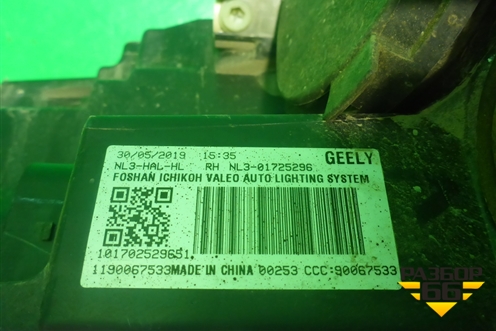 30/05/2019 15:35 GEELY
NL3-HAL-HL RH NL3-01725296
FOSHAN ICHIKOH VALEO AUTO LIGHTING SYSTEM
101702529651
1190067533MADE IN CHINA 00253 CCC:90067533
РАЗБОР
66